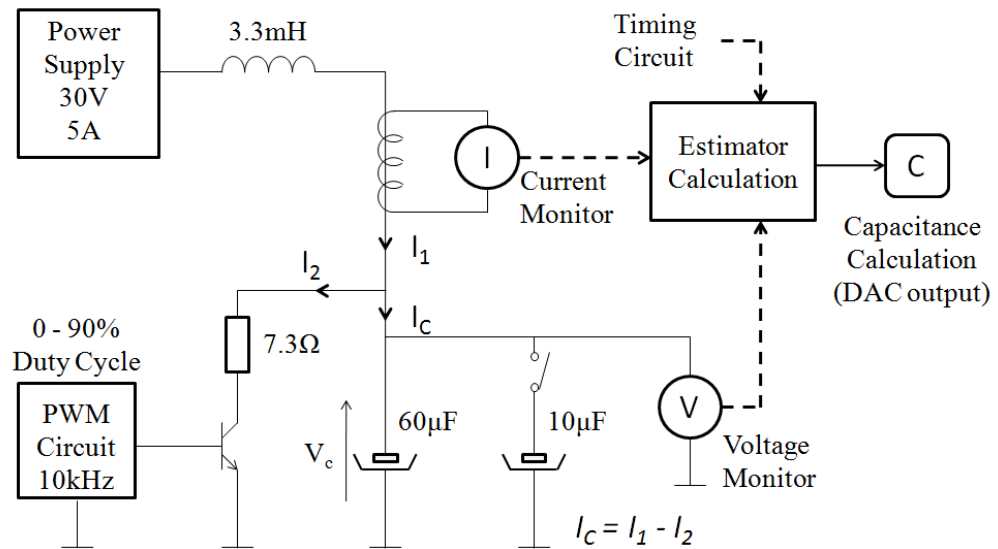 Power
Supply
30V
5A
3.3mH
Timing
Circuit
I
Current
Monitor
Estimator
Calculation
C
Capacitance
Calculation
(DAC output)
I1
I2
IC
0 - 90%
Duty Cycle
7.3Ω
PWM
Circuit
10kHz
Vc
60µF
10µF
V
Voltage
Monitor
IC = I1 - I2